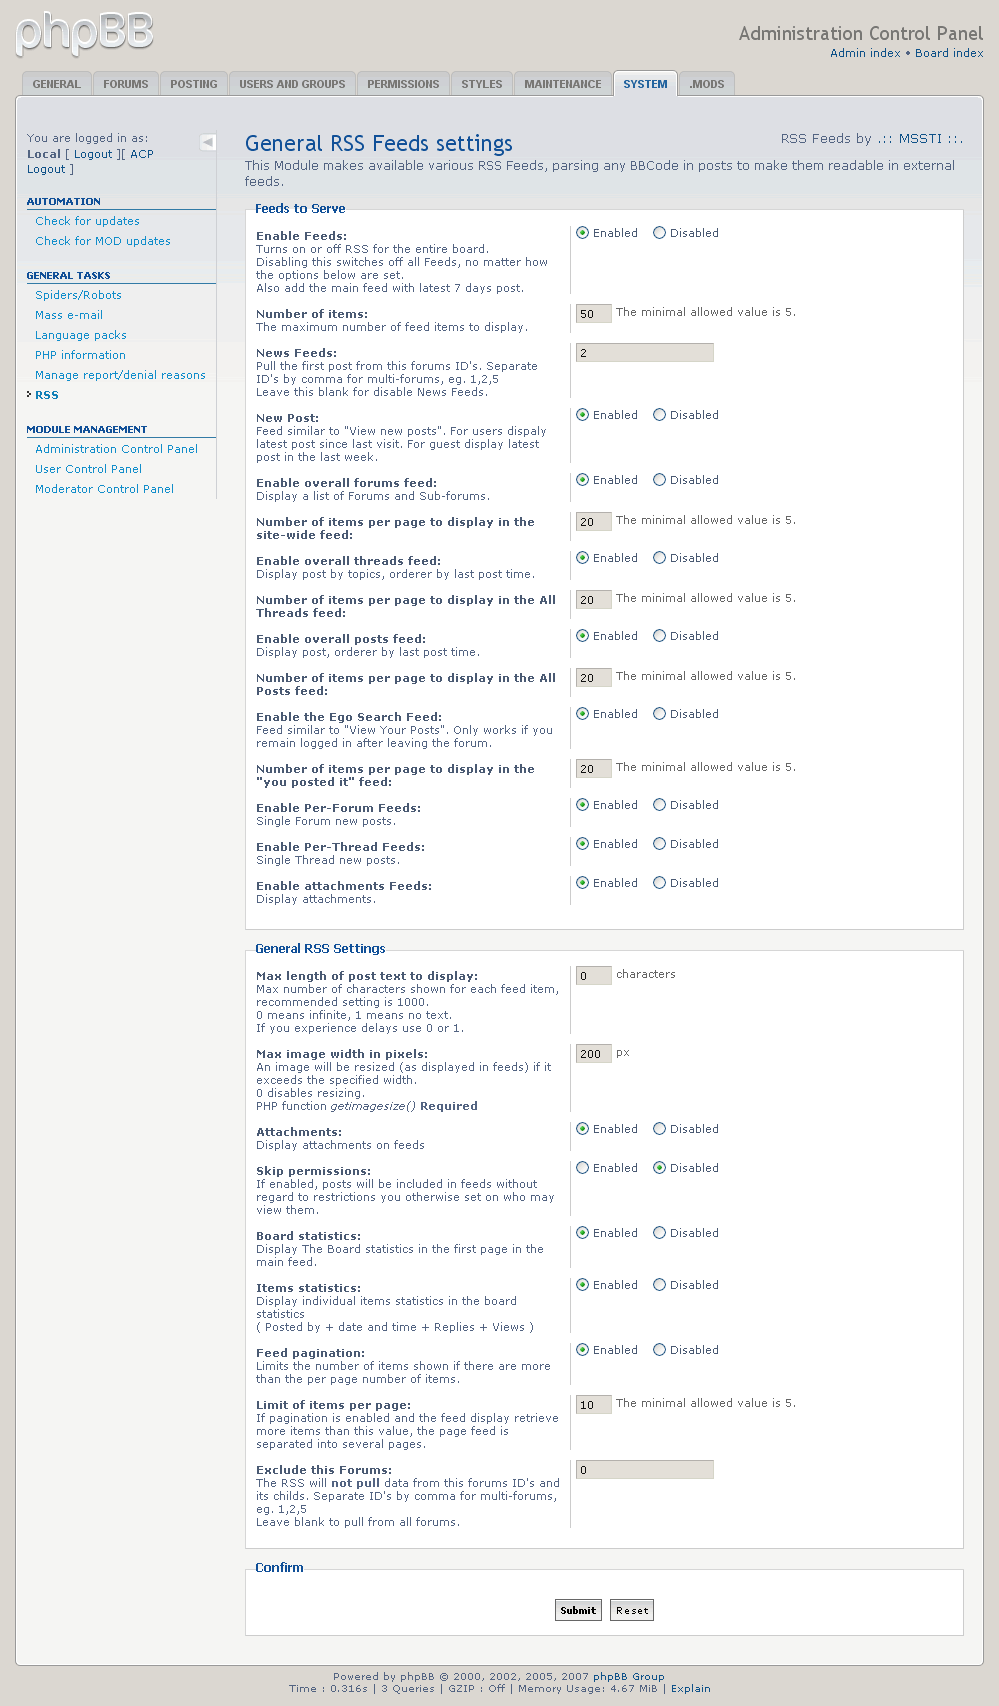 phpBB
Administration Control Panel
Admin index • Board index
GENERAL FORUMS POSTING USERS AND GROUPS PERMISSIONS STYLES MAINTENANCE SYSTEM .MODS
You are logged in as:
Local [ Logout ][ ACP
Logout ]
AUTOMATION
Check for updates
Check for MOD updates
GENERAL TASKS
Spiders/Robots
Mass e-mail
Language packs
PHP information
Manage report/denial reasons
RSS
MODULE MANAGEMENT
Administration Control Panel
User Control Panel
Moderator Control Panel
General RSS Feeds settings
RSS Feeds by .:: MSSTI ::.
This Module makes available various RSS Feeds, parsing any BBCode in posts to make them readable in external
feeds.
Feeds to Serve
Enable Feeds:
Turns on or off RSS for the entire board.
Disabling this switches off all Feeds, no matter how
the options below are set.
Also add the main feed with latest 7 days post.
Enabled Disabled
Number of items:
The maximum number of feed items to display.
50 The minimal allowed value is 5.
News Feeds:
Pull the first post from this forums ID's. Separate
ID's by comma for multi-forums, eg. 1,2,5
Leave this blank for disable News Feeds.
2
New Post:
Feed similar to "View new posts". For users dispaly
latest post since last visit. For guest display latest
post in the last week.
Enabled Disabled
Enable overall forums feed:
Display a list of Forums and Sub-forums.
Enabled Disabled
Number of items per page to display in the
site-wide feed:
20 The minimal allowed value is 5.
Enable overall threads feed:
Display post by topics, orderer by last post time.
Enabled Disabled
Number of items per page to display in the All
Threads feed:
20 The minimal allowed value is 5.
Enable overall posts feed:
Display post, orderer by last post time.
Enabled Disabled
Number of items per page to display in the All
Posts feed:
20 The minimal allowed value is 5.
Enable the Ego Search Feed:
Feed similar to "View Your Posts". Only works if you
remain logged in after leaving the forum.
Enabled Disabled
Number of items per page to display in the
"you posted it" feed:
20 The minimal allowed value is 5.
Enable Per-Forum Feeds:
Single Forum new posts.
Enabled Disabled
Enable Per-Thread Feeds:
Single Thread new posts.
Enabled Disabled
Enable attachments Feeds:
Display attachments.
Enabled Disabled
General RSS Settings
Max length of post text to display:
Max number of characters shown for each feed item,
recommended setting is 1000.
0 means infinite, 1 means no text.
If you experience delays use 0 or 1.
0 characters
Max image width in pixels:
An image will be resized (as displayed in feeds) if it
exceeds the specified width.
0 disables resizing.
PHP function getimagesize() Required
200 px
Attachments:
Display attachments on feeds
Enabled Disabled
Skip permissions:
If enabled, posts will be included in feeds without
regard to restrictions you otherwise set on who may
view them.
Enabled Disabled
Board statistics:
Display The Board statistics in the first page in the
main feed.
Enabled Disabled
Items statistics:
Display individual items statistics in the board
statistics
( Posted by + date and time + Replies + Views )
Enabled Disabled
Feed pagination:
Limits the number of items shown if there are more
than the per page number of items.
Enabled Disabled
Limit of items per page:
If pagination is enabled and the feed display retrieve
more items than this value, the page feed is
separated into several pages.
10 The minimal allowed value is 5.
Exclude this Forums:
The RSS will not pull data from this forums ID's and
its childs. Separate ID's by comma for multi-forums,
eg. 1,2,5
Leave blank to pull from all forums.
0
Confirm
Submit Reset
Powered by phpBB © 2000, 2002, 2005, 2007 phpBB Group
Time : 0.316s | 3 Queries | GZIP : Off | Memory Usage: 4.67 MiB | Explain